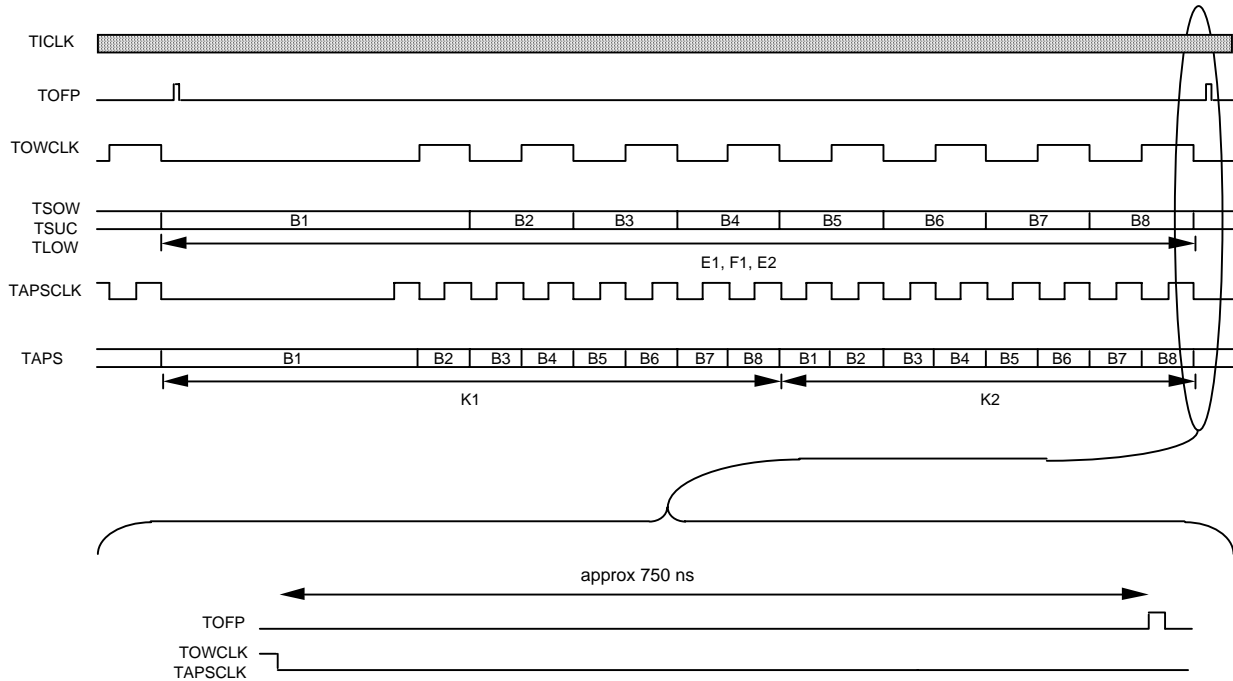 TICLK
TOFP
TOWCLK
TSOW
TSUC
TLOW
B1 B2 B3 B4 B5 B6 B7 B8
E1, F1, E2
TAPSCLK
TAPS
B1 B2 B3 B4 B5 B6 B7 B8 B1 B2 B3 B4 B5 B6 B7 B8
K1 K2
approx 750 ns
TOFP
TOWCLK
TAPSCLK